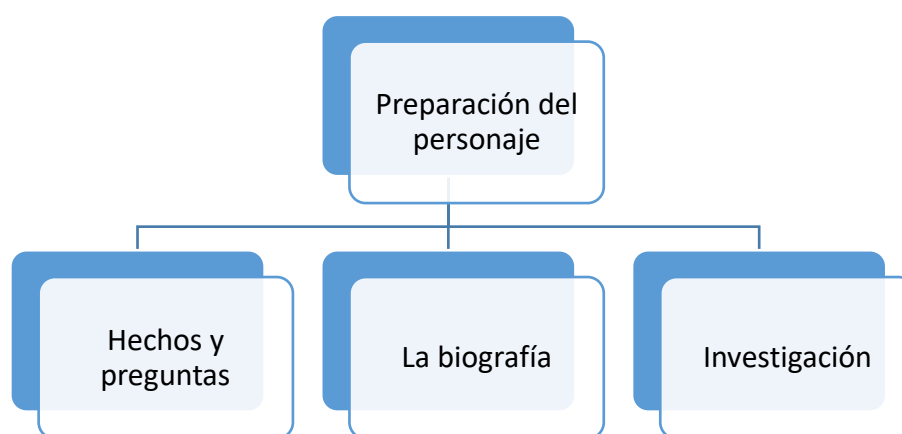 Preparación del
personaje
Hechos y
preguntas
La biografía
Investigación